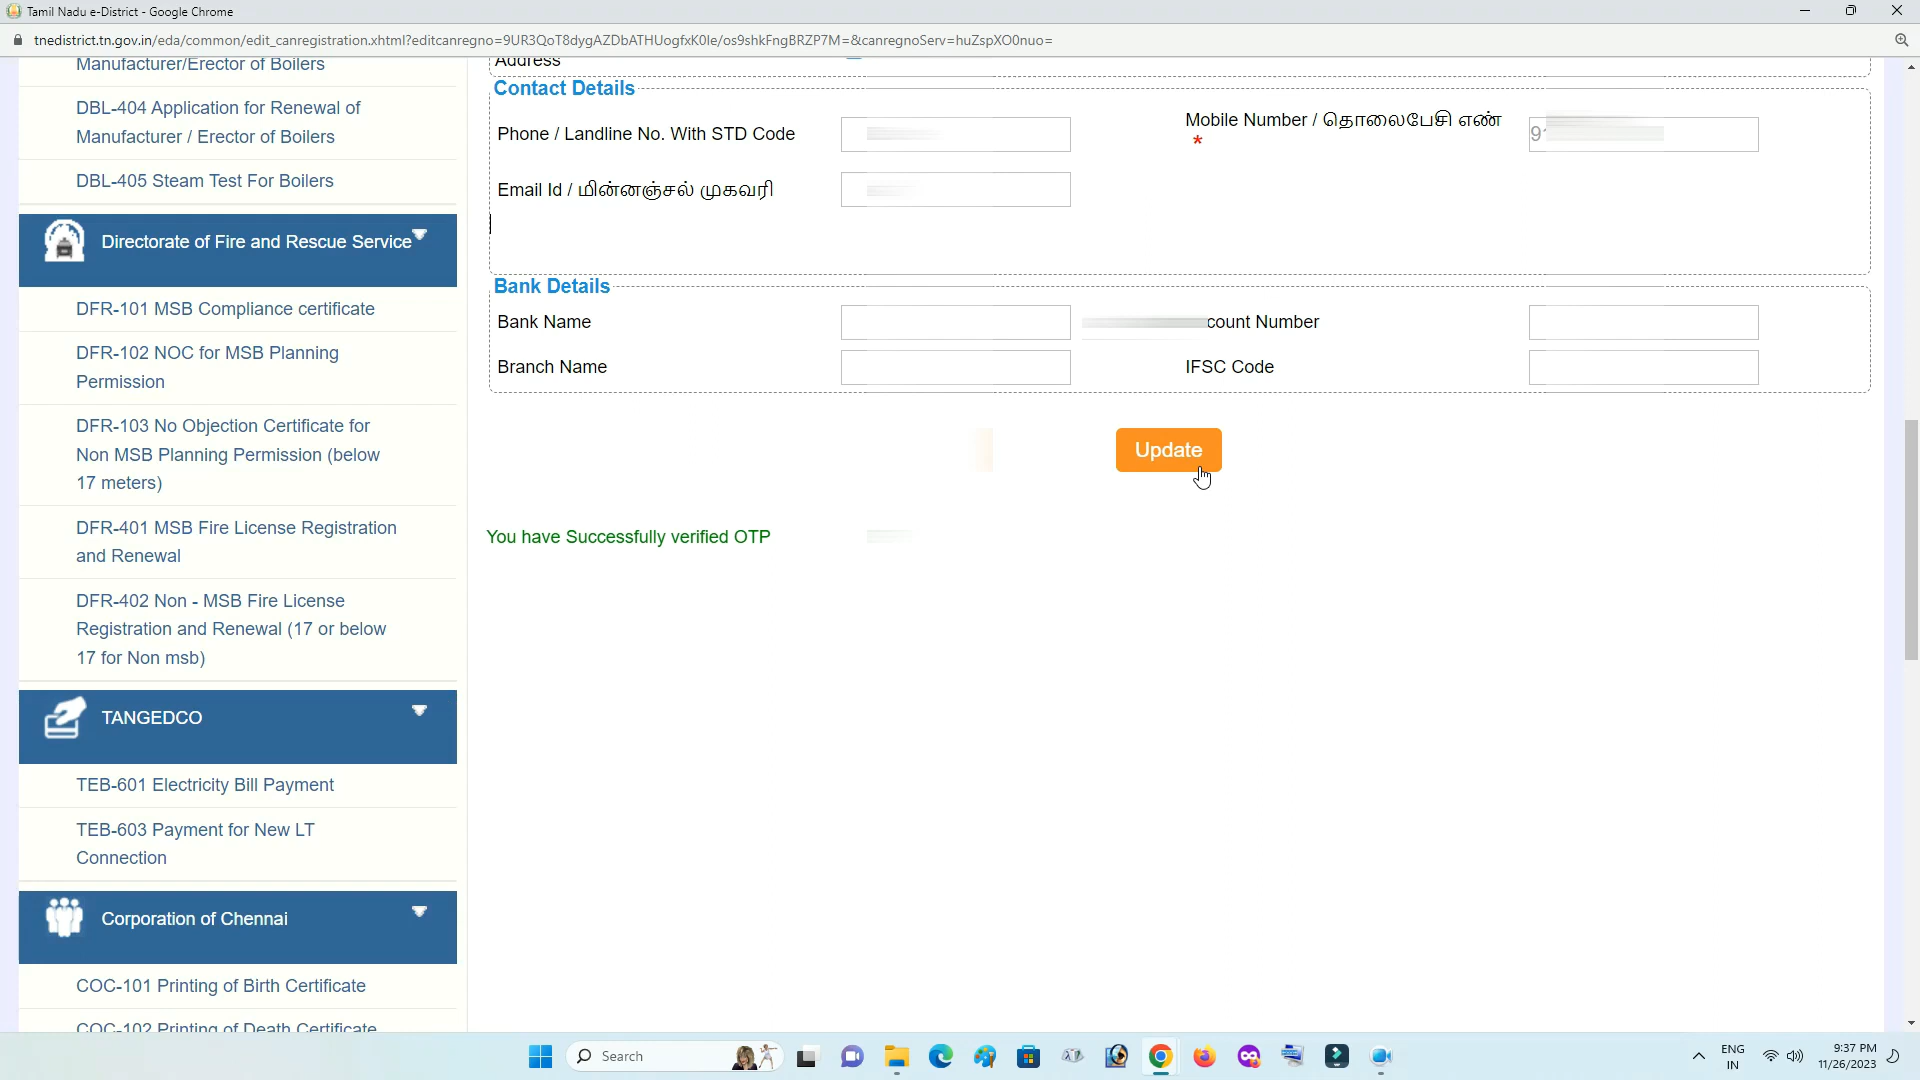 Tamil Nadu e-District - Google Chrome
tnedistrict.tn.gov.in/eda/common/edit_canregistration.xhtml?editcanregno=9UR3QoT8dygAZDbATHUogfxK0Ie/os9shkFngBRZP7M=&canregnoServ=huZspXO0nuo=
Manufacturer/Erector of Boilers
DBL-404 Application for Renewal of
Manufacturer / Erector of Boilers
DBL-405 Steam Test For Boilers
Directorate of Fire and Rescue Service
DFR-101 MSB Compliance certificate
DFR-102 NOC for MSB Planning
Permission
DFR-103 No Objection Certificate for
Non MSB Planning Permission (below
17 meters)
DFR-401 MSB Fire License Registration
and Renewal
DFR-402 Non - MSB Fire License
Registration and Renewal (17 or below
17 for Non msb)
TANGEDCO
TEB-601 Electricity Bill Payment
TEB-603 Payment for New LT
Connection
Corporation of Chennai
COC-101 Printing of Birth Certificate
COC-102 Printing of Death Certificate
Address
Contact Details
Phone / Landline No. With STD Code
Mobile Number / தொலைபேசி எண்
*
9
Email Id / மின்னஞ்சல் முகவரி
Bank Details
Bank Name
count Number
Branch Name
IFSC Code
Update
You have Successfully verified OTP
Search
ENG
IN
9:37 PM
11/26/2023